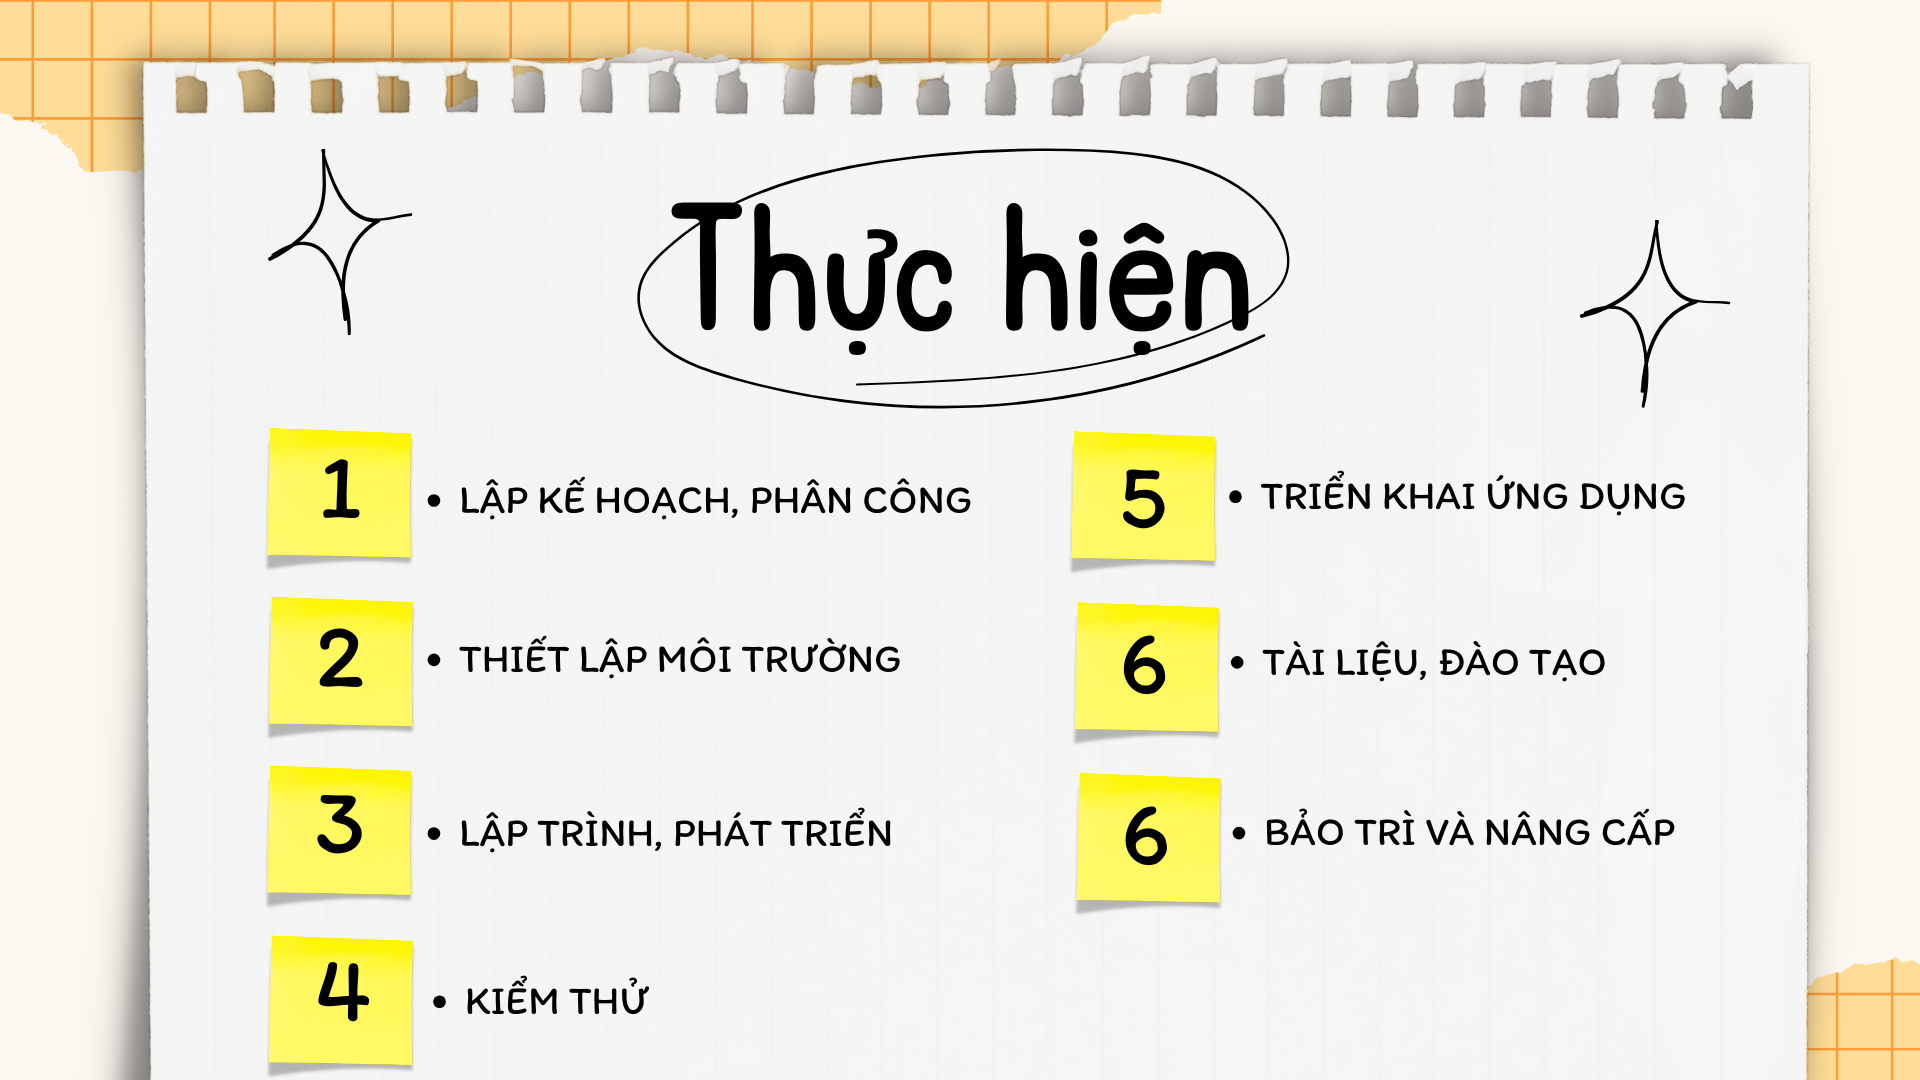 Thực hiện
1
• LẬP KẾ HOẠCH, PHÂN CÔNG
2
• THIẾT LẬP MÔI TRƯỜNG
3
• LẬP TRÌNH, PHÁT TRIỂN
4
• KIỂM THỬ
5
• TRIỂN KHAI ỨNG DỤNG
6
• TÀI LIỆU, ĐÀO TẠO
6
• BẢO TRÌ VÀ NÂNG CẤP